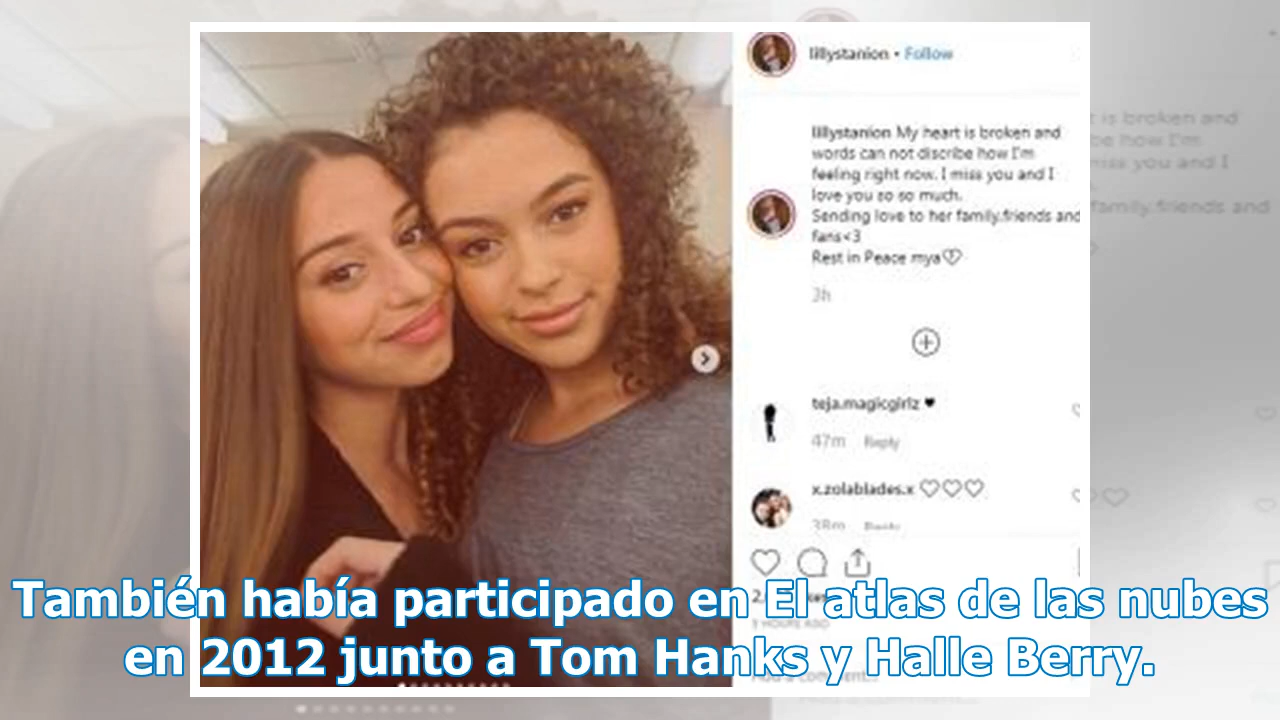 lillystanion • Follow
lillystanion My heart is broken and
words can not discribe how I'm
feeling right now. I miss you and I
love you so so much.
Sending love to her family.friends and
fans<3
Rest in Peace mya💔
3h
teja.magicgirlz ♥
47m Reply
x.zolablades.x ♡♡♡
38m Reply
También había participado en El atlas de las nubes
en 2012 junto a Tom Hanks y Halle Berry.